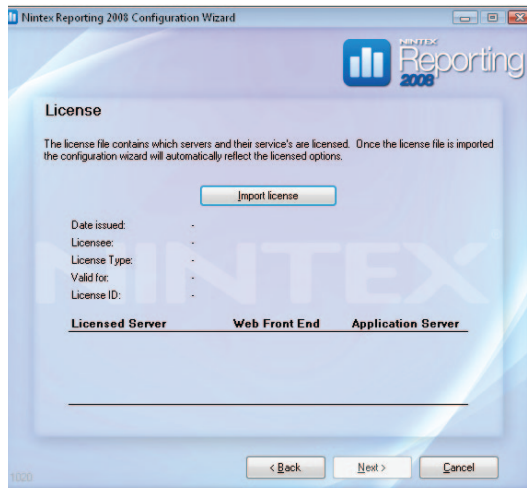 Nintex Reporting 2008 Configuration Wizard
NINTEX
Reporting
2008
License
The license file contains which servers and their service's are licensed. Once the license file is imported
the configuration wizard will automatically reflect the licensed options.
Import license
Date issued: -
Licensee: -
License Type: -
Valid for: -
License ID: -
NINTEX
Licensed Server Web Front End Application Server
1020
< Back Next > Cancel